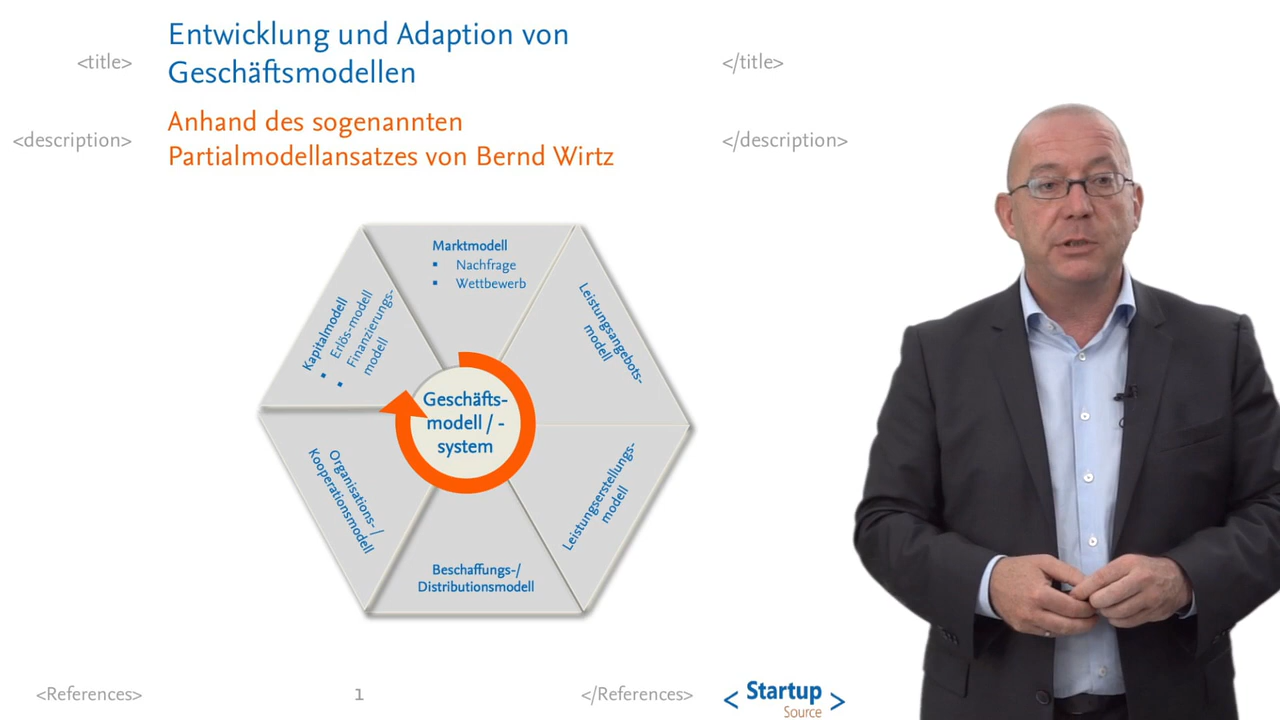 <title>
Entwicklung und Adaption von
Geschäftsmodellen
</title>
<description>
Anhand des sogenannten
Partialmodellansatzes von Bernd Wirtz
</description>
Marktmodell
▪ Nachfrage
▪ Wettbewerb
Leistungsangebots-
modell
Leistungserstellungs-
modell
Beschaffungs-/
Distributionsmodell
Organisations- /
Kooperationsmodell
Kapitalmodell
▪ Erlös-modell
▪ Finanzierungs-
modell
Geschäfts-
modell / -
system
<References>
1
</References>
< Startup
Source >